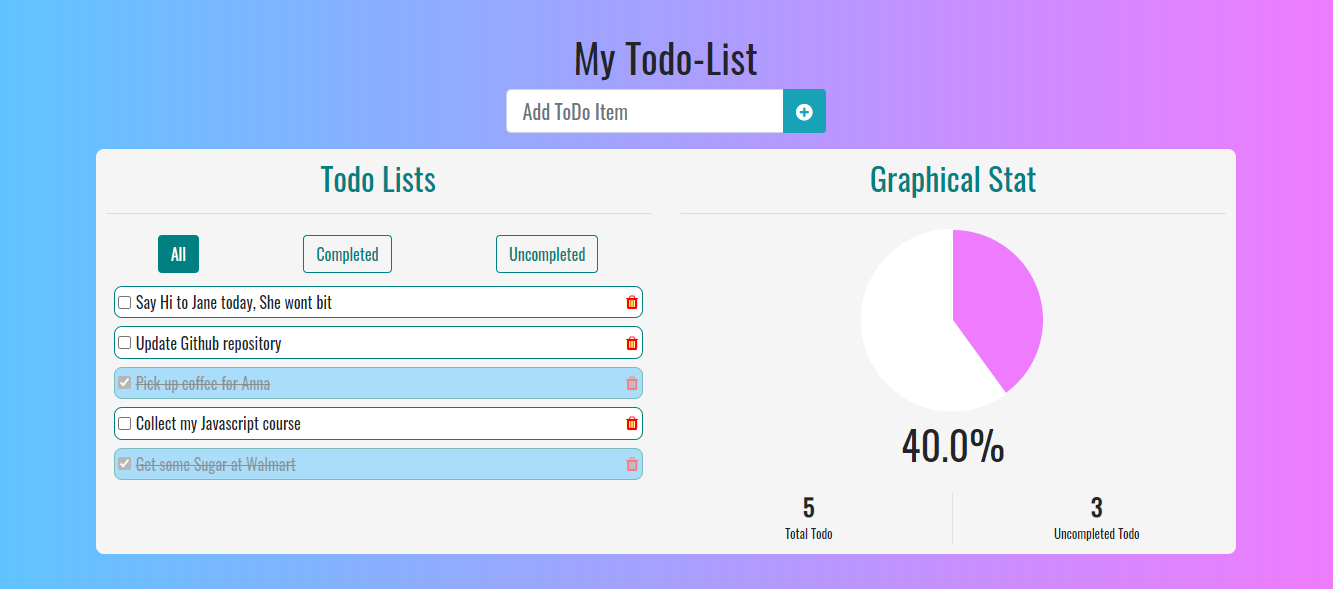 My Todo-List
Add ToDo Item
Todo Lists
All
Completed
Uncompleted
Say Hi to Jane today, She wont bit
Update Github repository
Pick up coffee for Anna
Collect my Javascript course
Get some Sugar at Walmart
Graphical Stat
40.0%
5
Total Todo
3
Uncompleted Todo